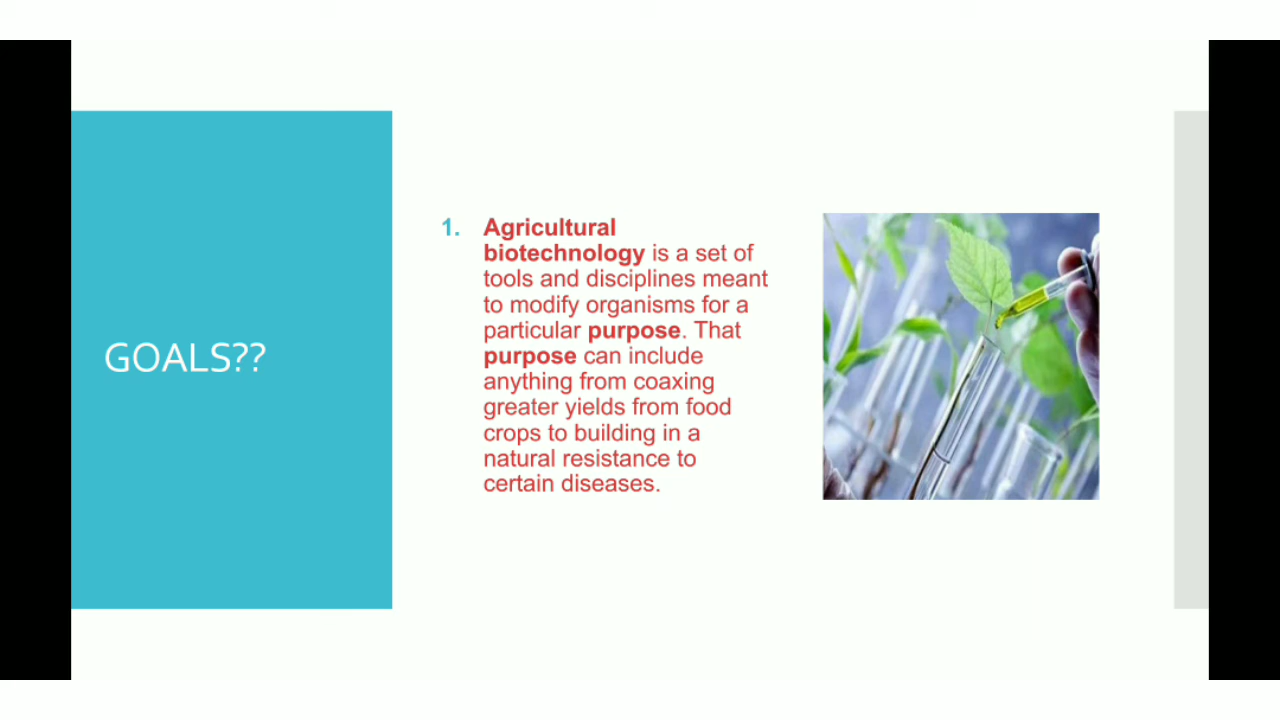 GOALS??
1. Agricultural
biotechnology is a set of
tools and disciplines meant
to modify organisms for a
particular purpose. That
purpose can include
anything from coaxing
greater yields from food
crops to building in a
natural resistance to
certain diseases.